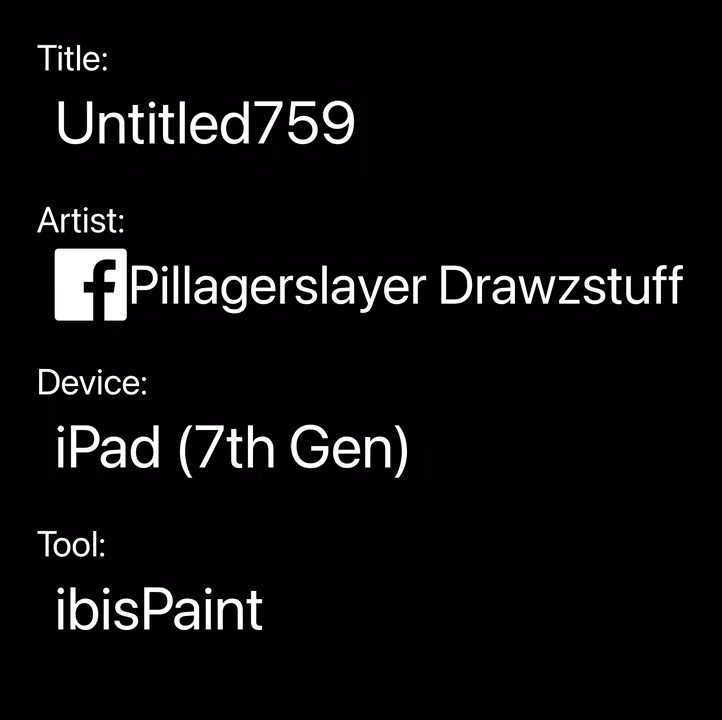 Title:
Untitled759
Artist:
Pillagerslayer Drawzstuff
Device:
iPad (7th Gen)
Tool:
ibisPaint